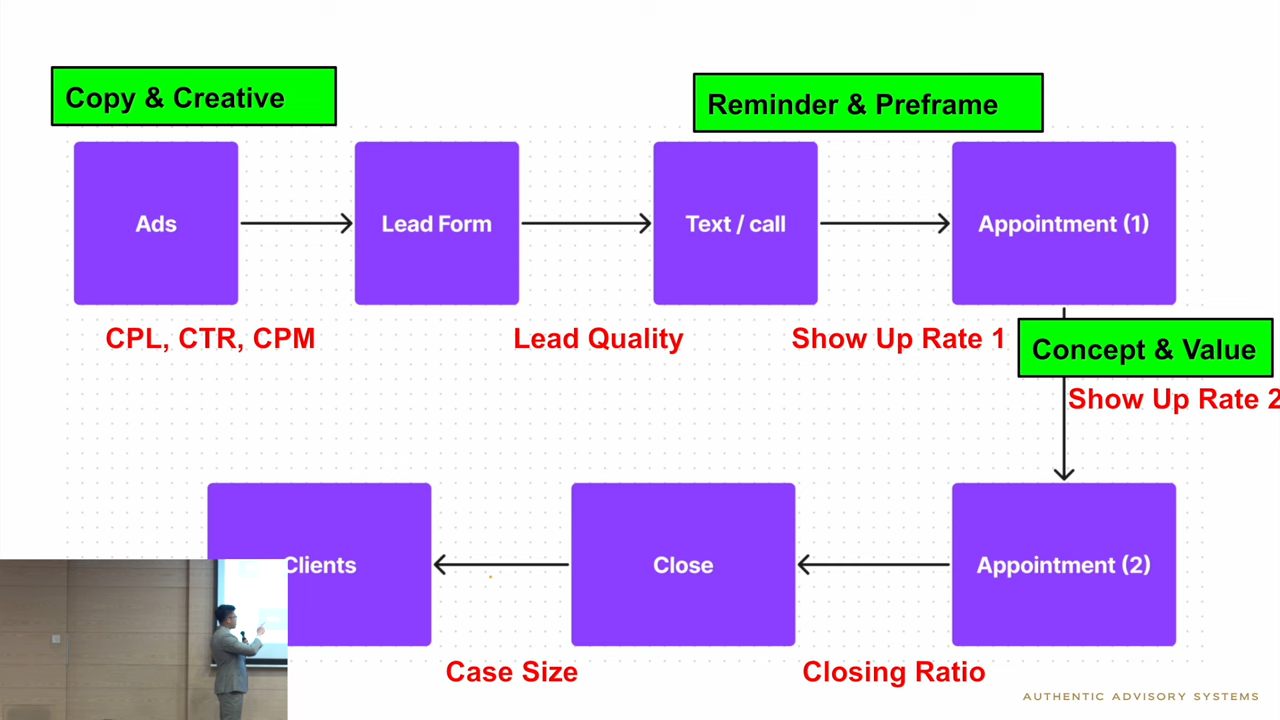 Copy & Creative
Reminder & Preframe
Ads
Lead Form
Text / call
Appointment (1)
CPL, CTR, CPM
Lead Quality
Show Up Rate 1
Concept & Value
Show Up Rate 2
Clients
Close
Appointment (2)
Case Size
Closing Ratio
AUTHENTIC ADVISORY SYSTEMS